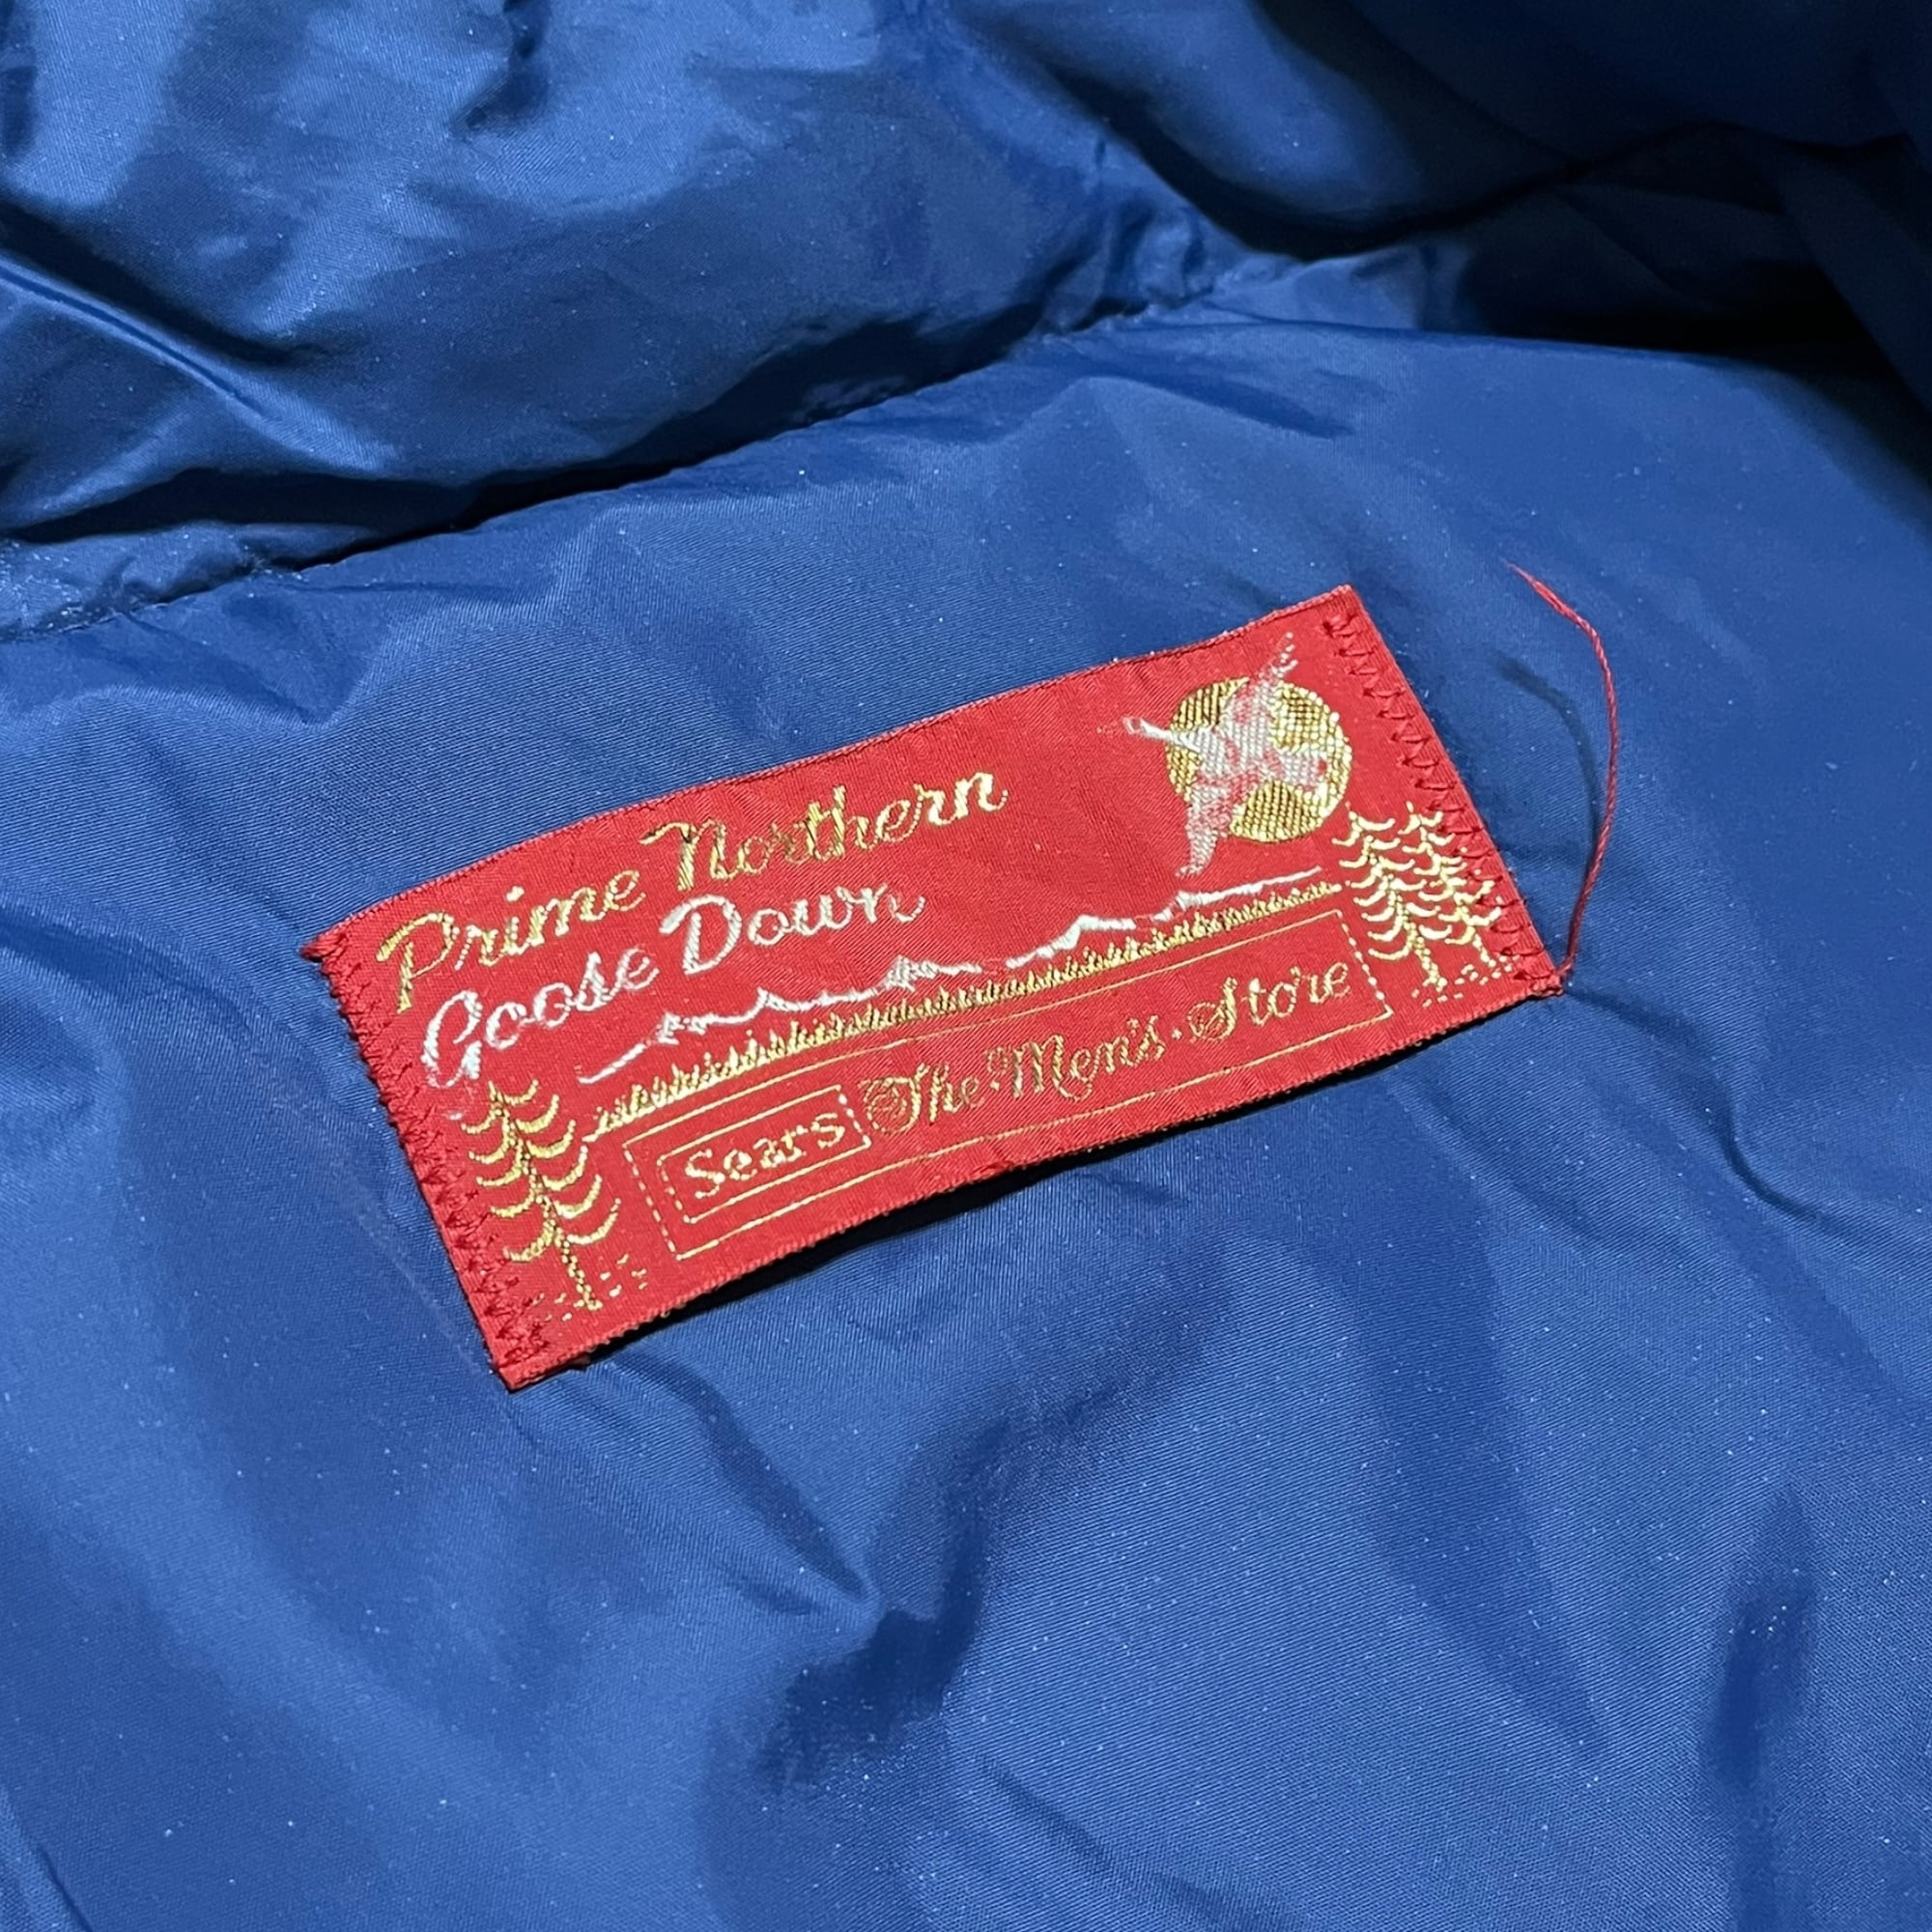 Prime Northern
Goose Down
Sears The Men's Store